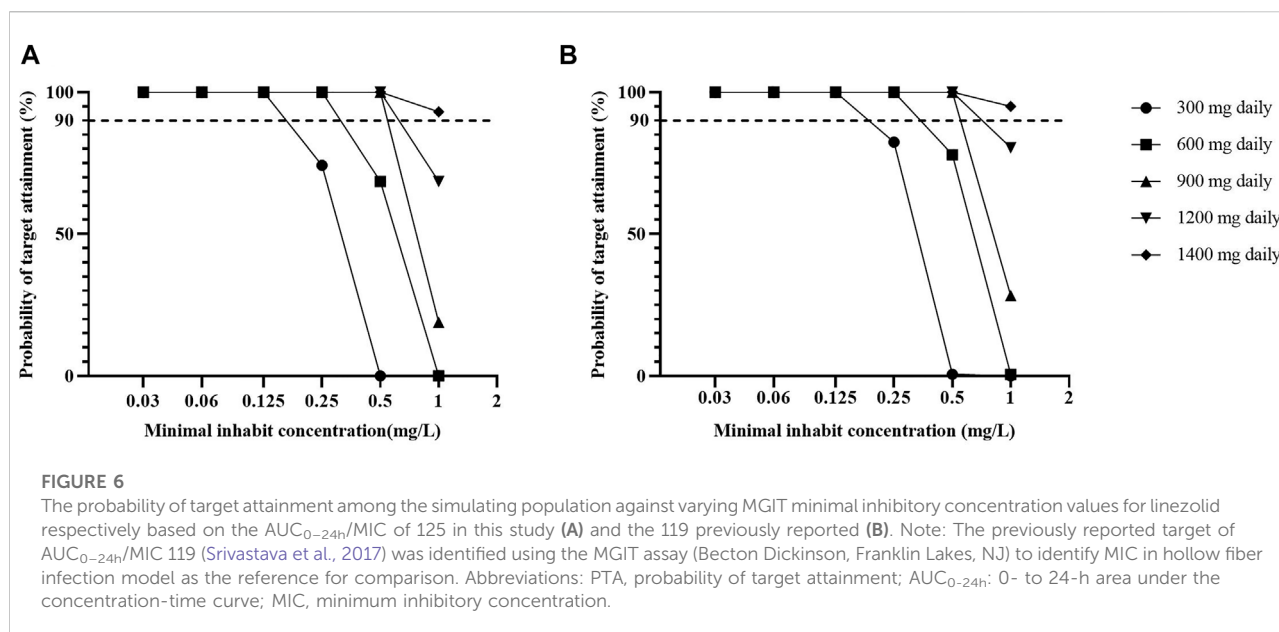 A
B
100
90
50
0
Probability of target attainment (%)
0.03 0.06 0.125 0.25 0.5 1 2
Minimal inhabit concentration(mg/L)
100
90
50
0
Probability of target attainment (%)
0.03 0.06 0.125 0.25 0.5 1 2
Minimal inhabit concentration (mg/L)
300 mg daily
600 mg daily
900 mg daily
1200 mg daily
1400 mg daily
FIGURE 6
The probability of target attainment among the simulating population against varying MGIT minimal inhibitory concentration values for linezolid
respectively based on the AUC₀₋₂₄ₕ/MIC of 125 in this study (A) and the 119 previously reported (B). Note: The previously reported target of
AUC₀₋₂₄ₕ/MIC 119 (Srivastava et al., 2017) was identified using the MGIT assay (Becton Dickinson, Franklin Lakes, NJ) to identify MIC in hollow fiber
infection model as the reference for comparison. Abbreviations: PTA, probability of target attainment; AUC₀₋₂₄ₕ: 0- to 24-h area under the
concentration-time curve; MIC, minimum inhibitory concentration.